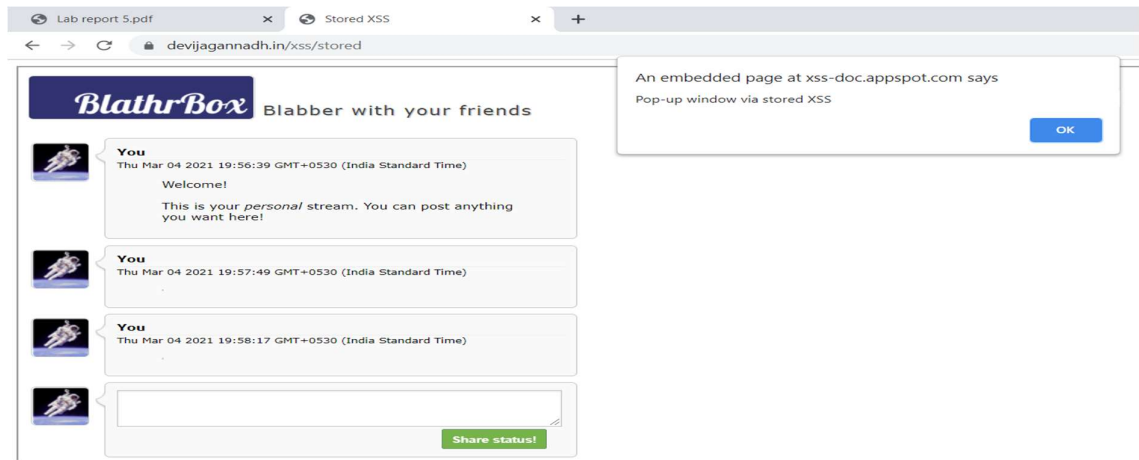 Lab report 5.pdf
Stored XSS
devijagannadh.in/xss/stored
An embedded page at xss-doc.appspot.com says
Pop-up window via stored XSS
OK
BlathrBox Blabber with your friends
You
Thu Mar 04 2021 19:56:39 GMT+0530 (India Standard Time)
Welcome!
This is your personal stream. You can post anything
you want here!
You
Thu Mar 04 2021 19:57:49 GMT+0530 (India Standard Time)
.
You
Thu Mar 04 2021 19:58:17 GMT+0530 (India Standard Time)
.
Share status!